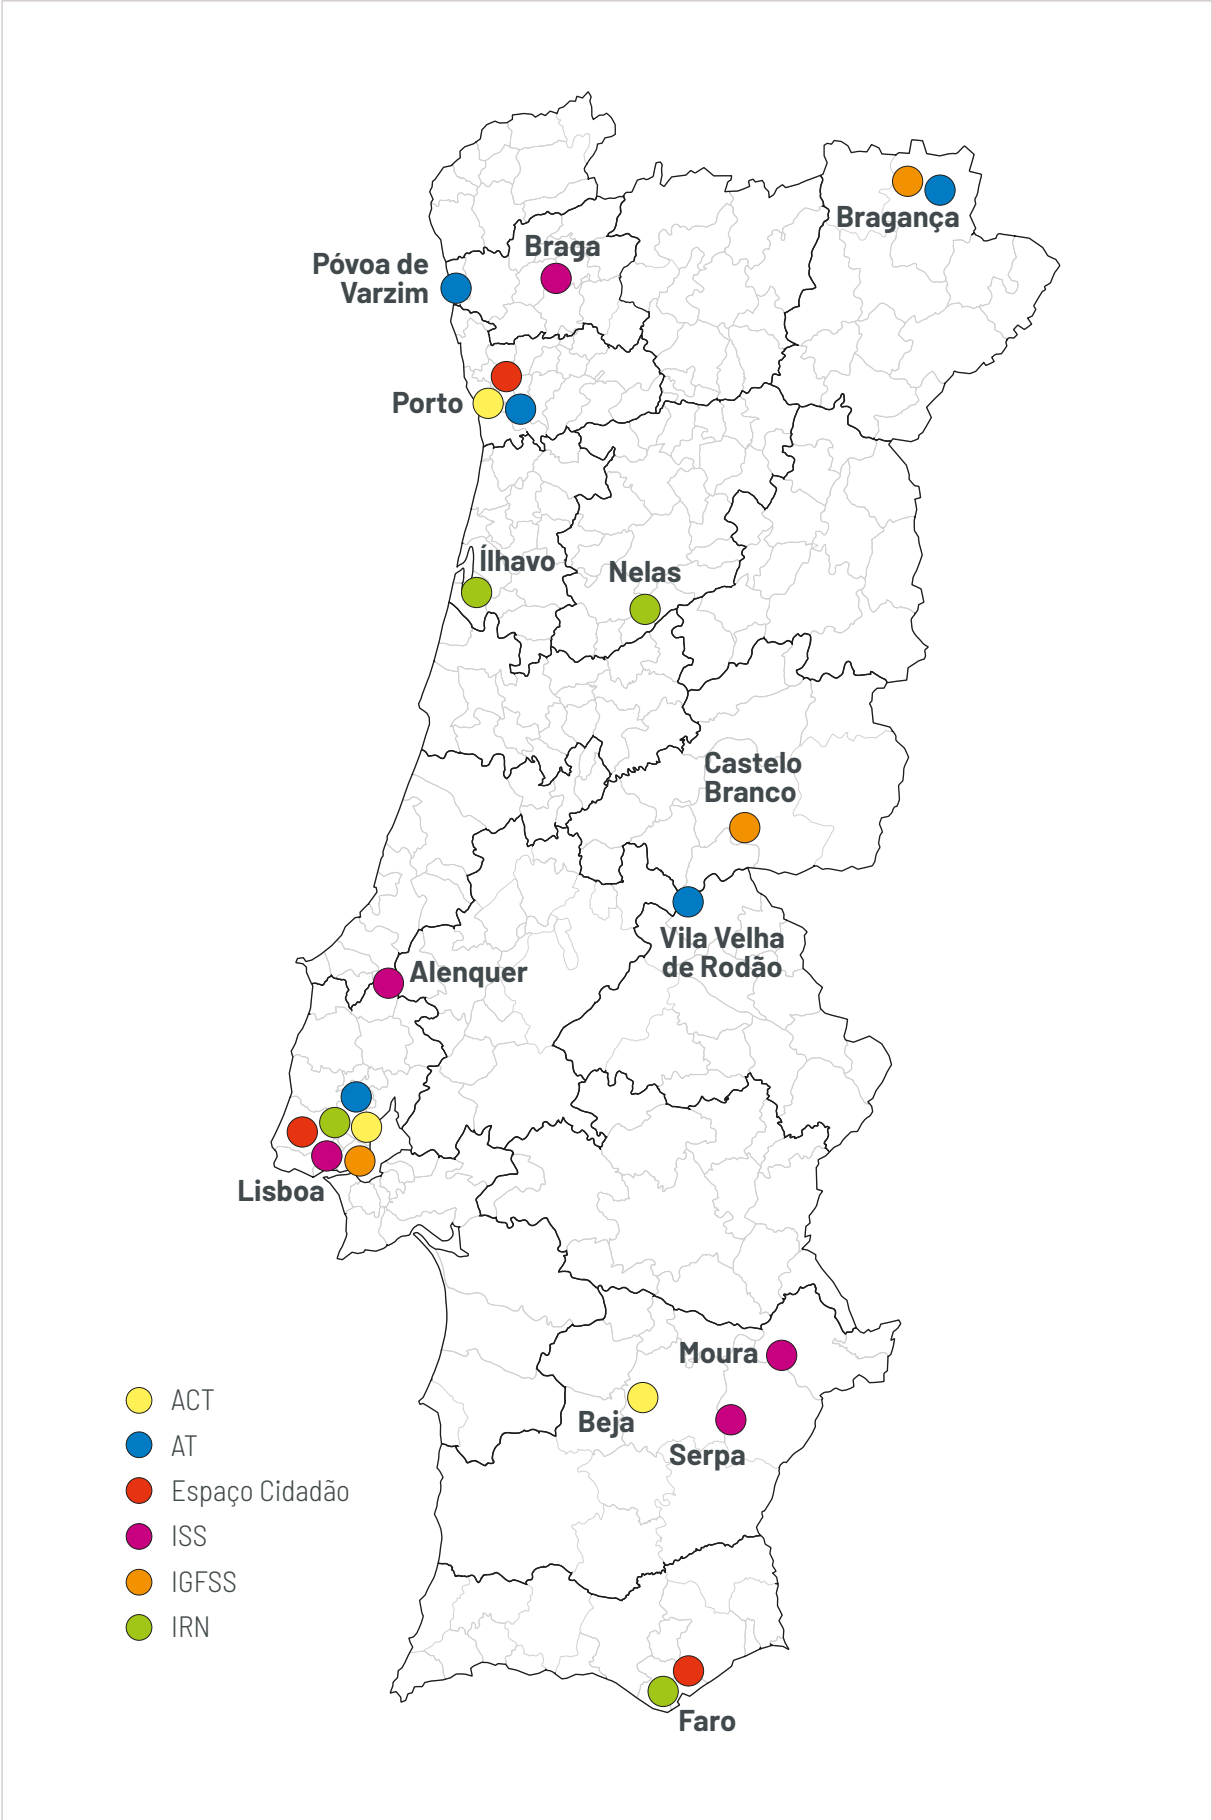 Bragança
Braga
Póvoa de
Varzim
Porto
Ílhavo
Nelas
Castelo
Branco
Vila Velha
de Rodão
Alenquer
Lisboa
Moura
Beja
Serpa
ACT
AT
Espaço Cidadão
ISS
IGFSS
IRN
Faro